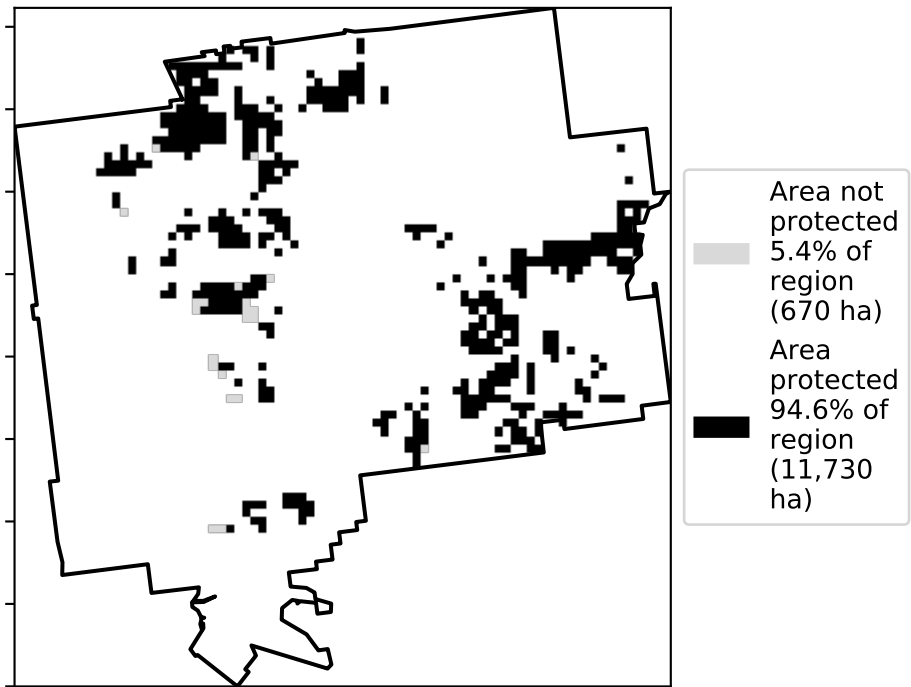 Area not
protected
5.4% of
region
(670 ha)
Area
protected
94.6% of
region
(11,730
ha)